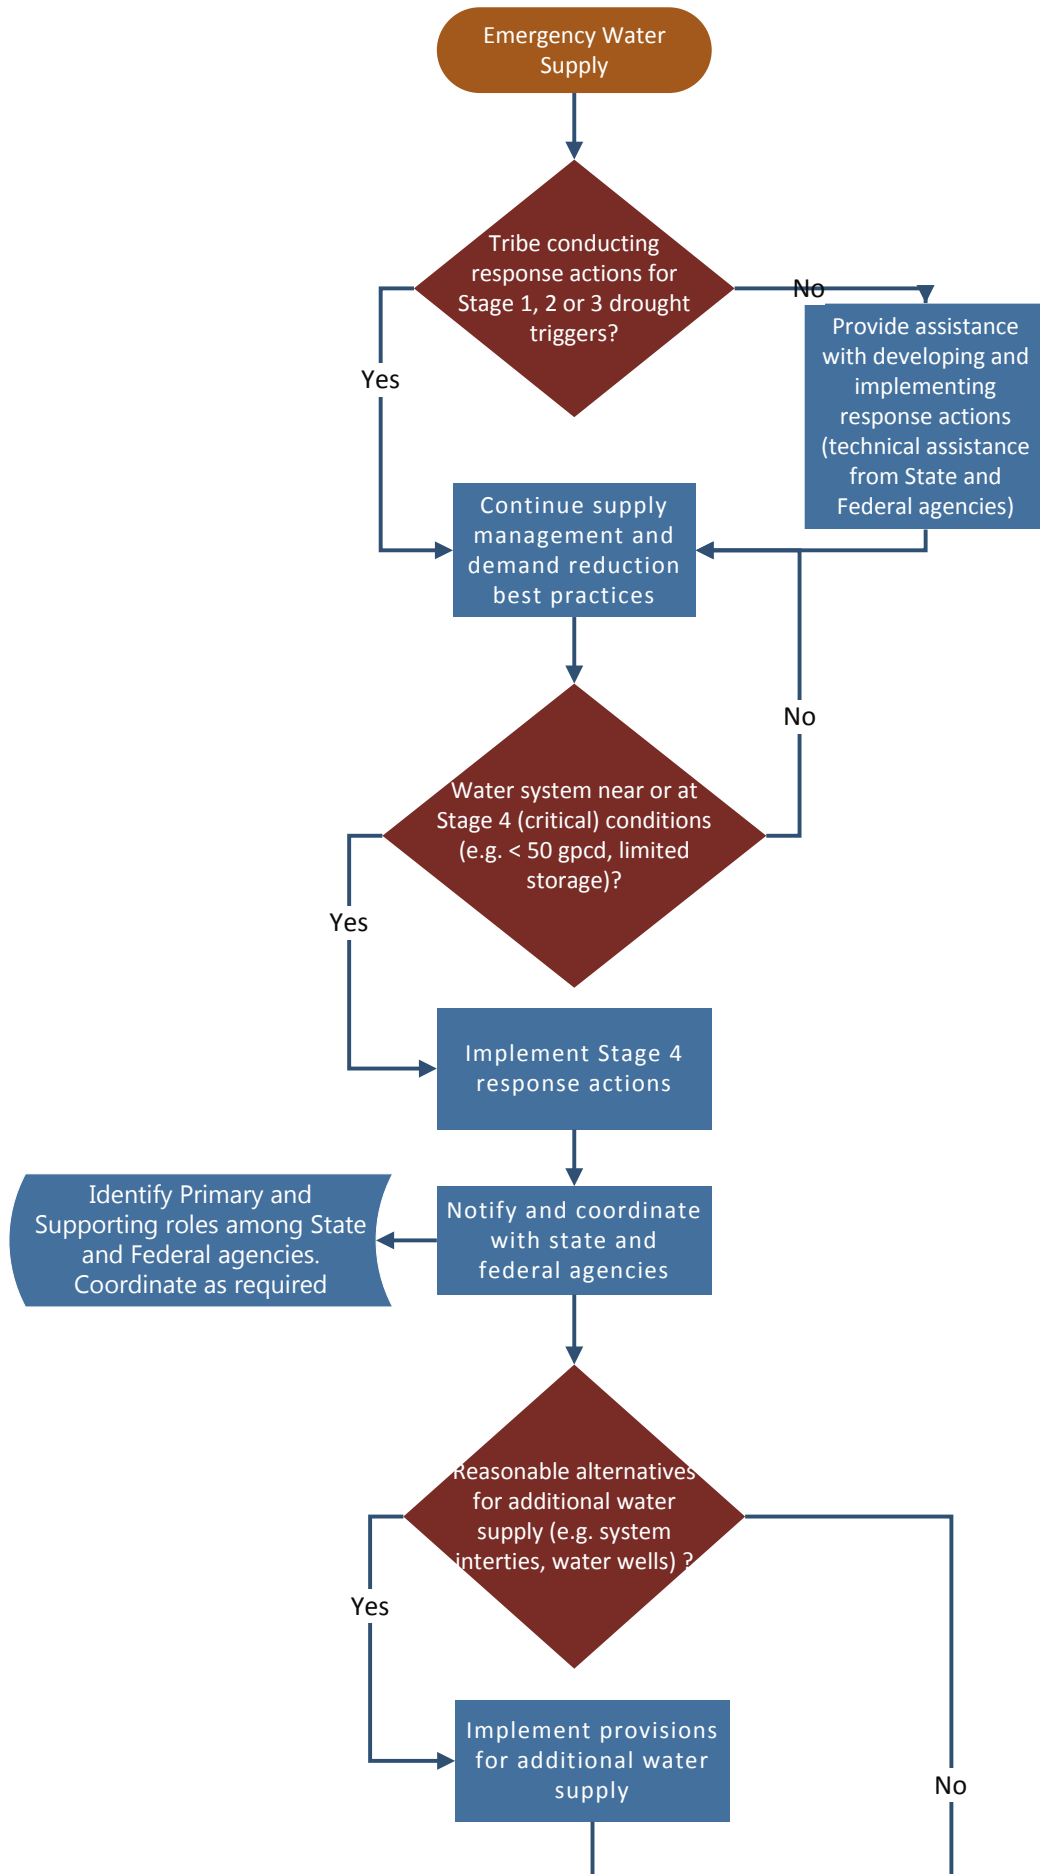 Emergency Water
Supply
Tribe conducting
response actions for
Stage 1, 2 or 3 drought
triggers?
No
Provide assistance
with developing and
implementing
response actions
(technical assistance
from State and
Federal agencies)
Yes
Continue supply
management and
demand reduction
best practices
No
Water system near or at
Stage 4 (critical) conditions
(e.g. < 50 gpcd, limited
storage)?
Yes
Implement Stage 4
response actions
Notify and coordinate
with state and
federal agencies
Identify Primary and
Supporting roles among State
and Federal agencies.
Coordinate as required
Reasonable alternatives
for additional water
supply (e.g. system
interties, water wells) ?
Yes
Implement provisions
for additional water
supply
No